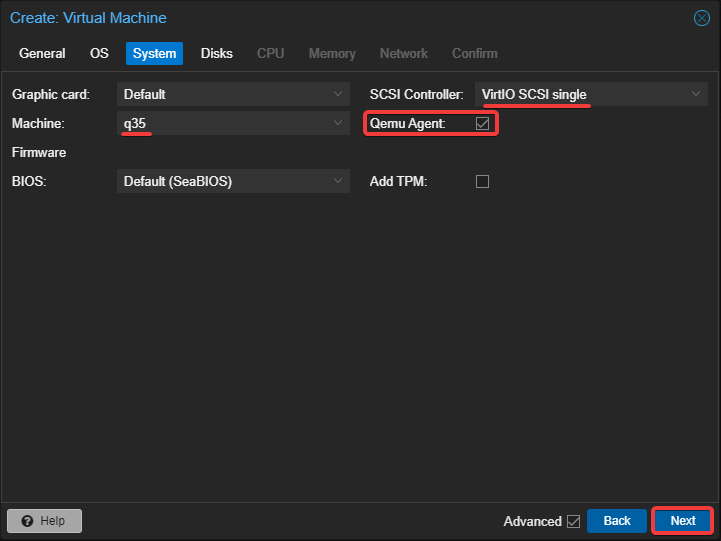 Create: Virtual Machine
General OS System Disks CPU Memory Network Confirm
Graphic card: Default SCSI Controller: VirtIO SCSI single
Machine: q35 Qemu Agent:
Firmware
BIOS: Default (SeaBIOS) Add TPM:
Help Advanced Back Next